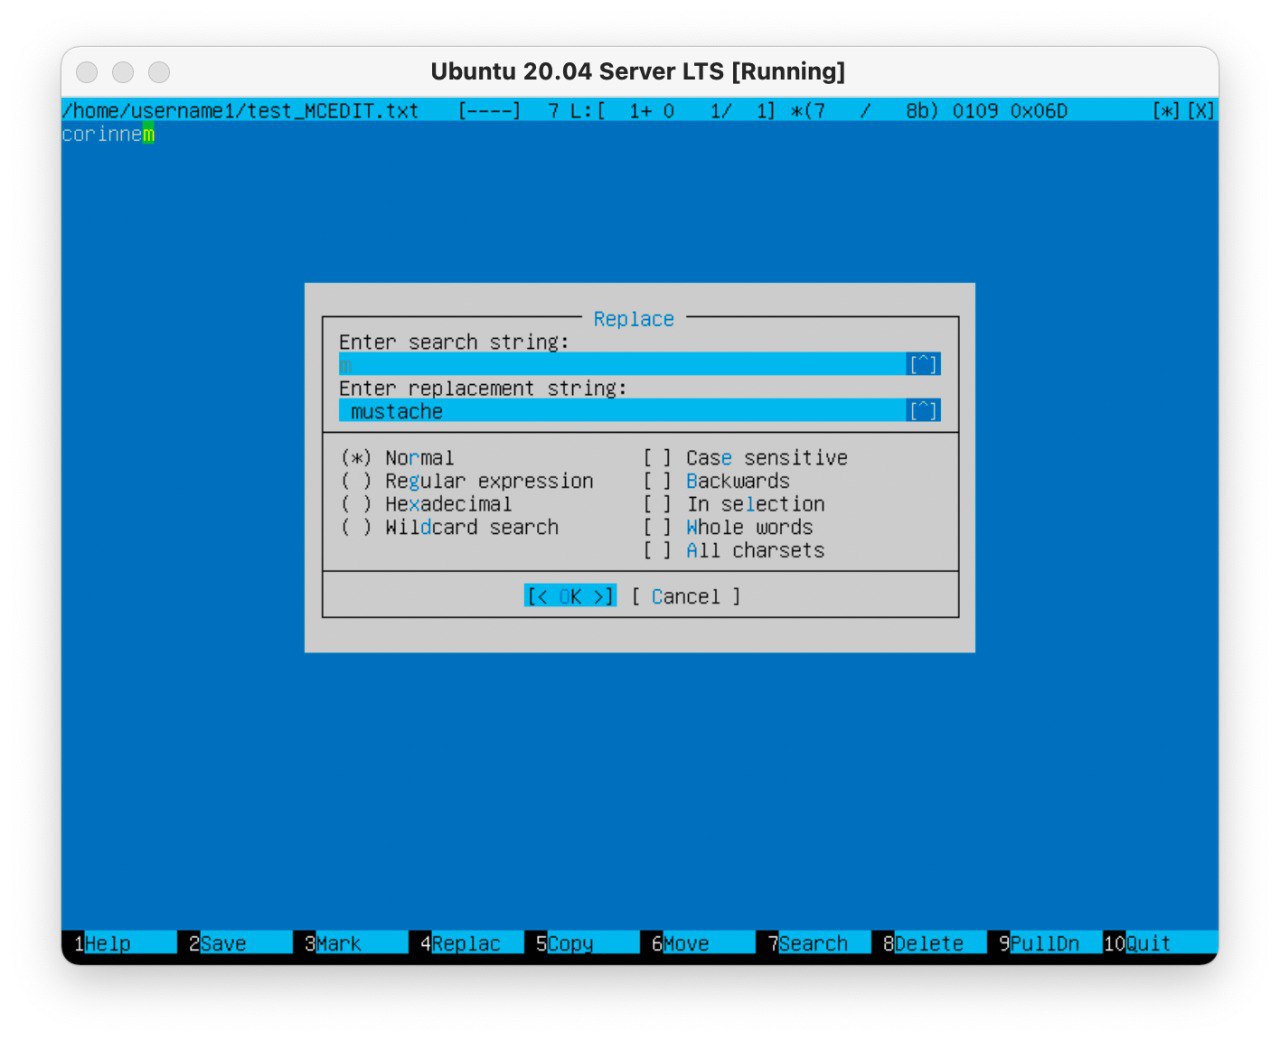 Ubuntu 20.04 Server LTS [Running]
/home/username1/test_MCEDIT.txt [----] 7 L:[ 1+ 0 1/ 1] *(7 / 8b) 0109 0x06D [*][X]
corinnem
Replace
Enter search string:
m [^]
Enter replacement string:
mustache [^]
(*) Normal [ ] Case sensitive
( ) Regular expression [ ] Backwards
( ) Hexadecimal [ ] In selection
( ) Wildcard search [ ] Whole words
[ ] All charsets
[< OK >] [ Cancel ]
1Help 2Save 3Mark 4Replac 5Copy 6Move 7Search 8Delete 9PullDn 10Quit